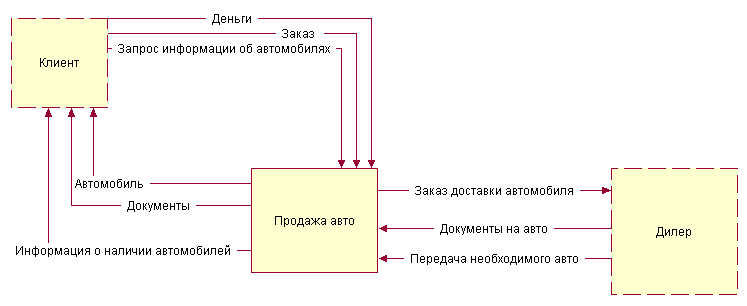 Деньги
Заказ
Запрос информации об автомобилях
Клиент
Автомобиль
Документы
Информация о наличии автомобилей
Продажа авто
Заказ доставки автомобиля
Документы на авто
Передача необходимого авто
Дилер